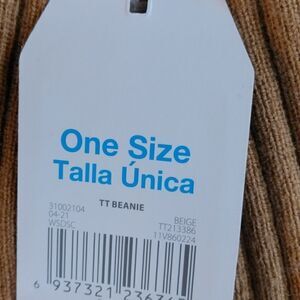 One Size
Talla Única
TT BEANIE
31002104
04-21
WSDSC
BEIGE
TT213386
11V860224
6 937321